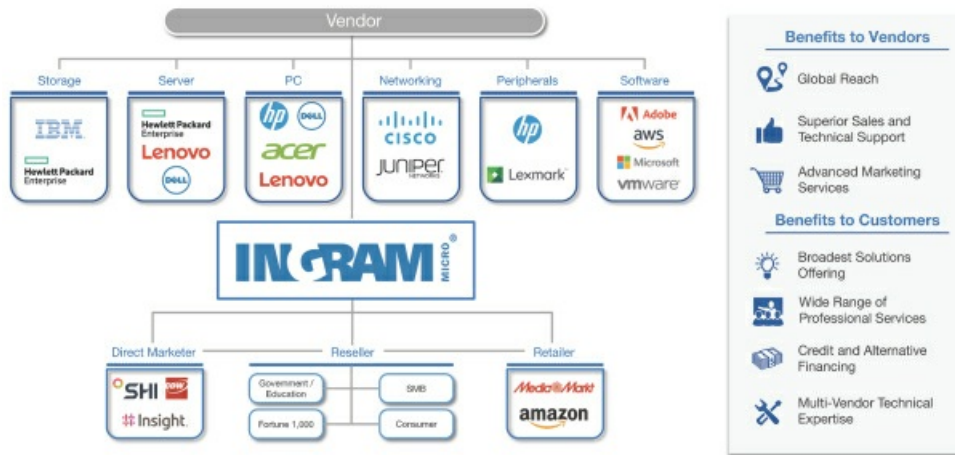 Vendor
Storage
Server
PC
Networking
Peripherals
Software
IBM
Hewlett Packard
Enterprise
Hewlett Packard
Enterprise
Lenovo
DELL
hp
DELL
acer
Lenovo
CISCO
JUNIPER
NETWORKS
hp
Lexmark
Adobe
aws
Microsoft
vmware
INGRAM MICRO®
Direct Marketer
Reseller
Retailer
SHI
CDW
Insight.
Government /
Education
SMB
Fortune 1,000
Consumer
MediaMarkt
amazon
Benefits to Vendors
Global Reach
Superior Sales and
Technical Support
Advanced Marketing
Services
Benefits to Customers
Broadest Solutions
Offering
Wide Range of
Professional Services
Credit and Alternative
Financing
Multi-Vendor Technical
Expertise